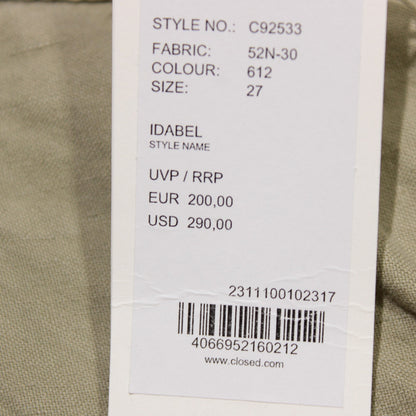 STYLE NO.: C92533
FABRIC: 52N-30
COLOUR: 612
SIZE: 27
IDABEL
STYLE NAME
UVP / RRP
EUR 200,00
USD 290,00
2311100102317
4066952160212
www.closed.com